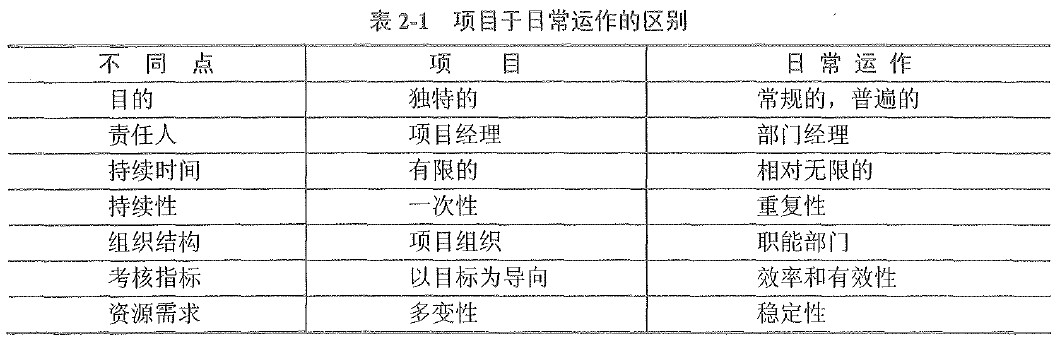 表 2-1 项目于日常运作的区别
不 同 点 项 目 日 常 运 作
目的 独特的 常规的，普遍的
责任人 项目经理 部门经理
持续时间 有限的 相对无限的
持续性 一次性 重复性
组织结构 项目组织 职能部门
考核指标 以目标为导向 效率和有效性
资源需求 多变性 稳定性